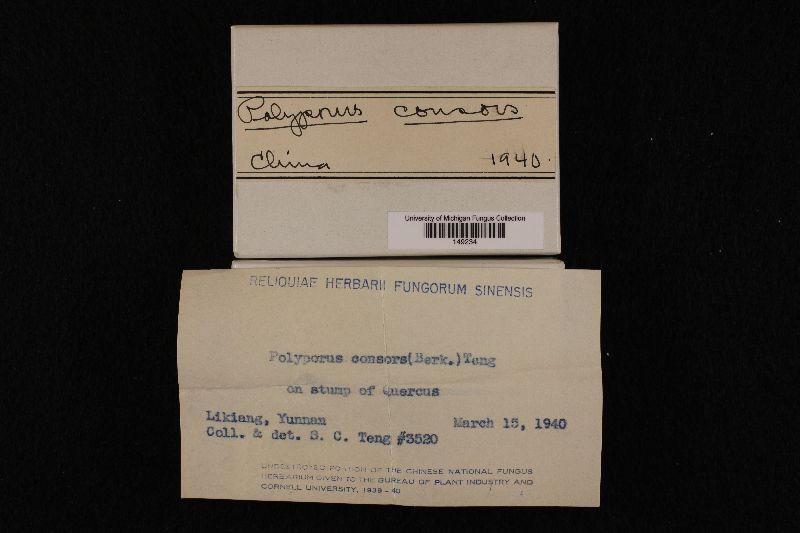 Polyporus consors
China 1940.
University of Michigan Fungus Collection
149234
RELIQUIAE HERBARII FUNGORUM SINENSIS
Polyporus consors(Berk.)Teng
on stump of Quercus
Likiang, Yunnan March 15, 1940
Coll. & det. S. C. Teng #3520
UNDESTROYED PORTION OF THE CHINESE NATIONAL FUNGUS
HERBARIUM GIVEN TO THE BUREAU OF PLANT INDUSTRY AND
CORNELL UNIVERSITY, 1939 - 40